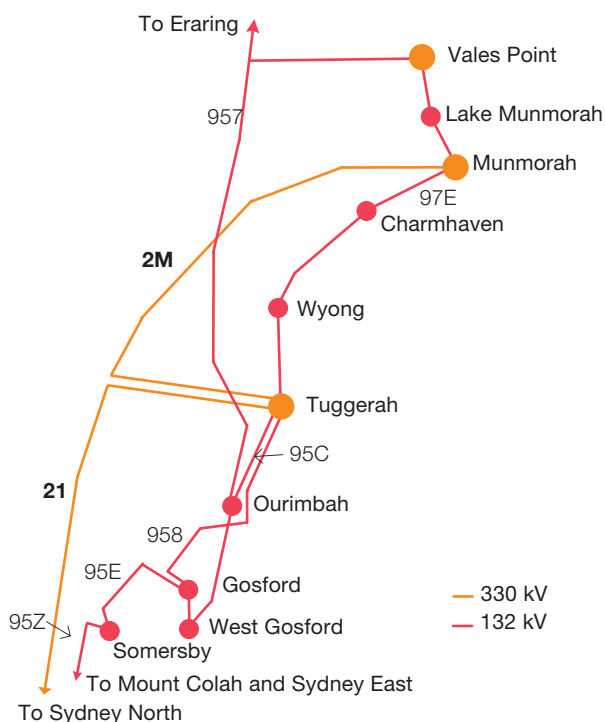 To Eraring
Vales Point
957
Lake Munmorah
Munmorah
97E
Charmhaven
2M
Wyong
Tuggerah
95C
21
Ourimbah
958
95E
Gosford
330 kV
95Z
West Gosford
132 kV
Somersby
To Mount Colah and Sydney East
To Sydney North